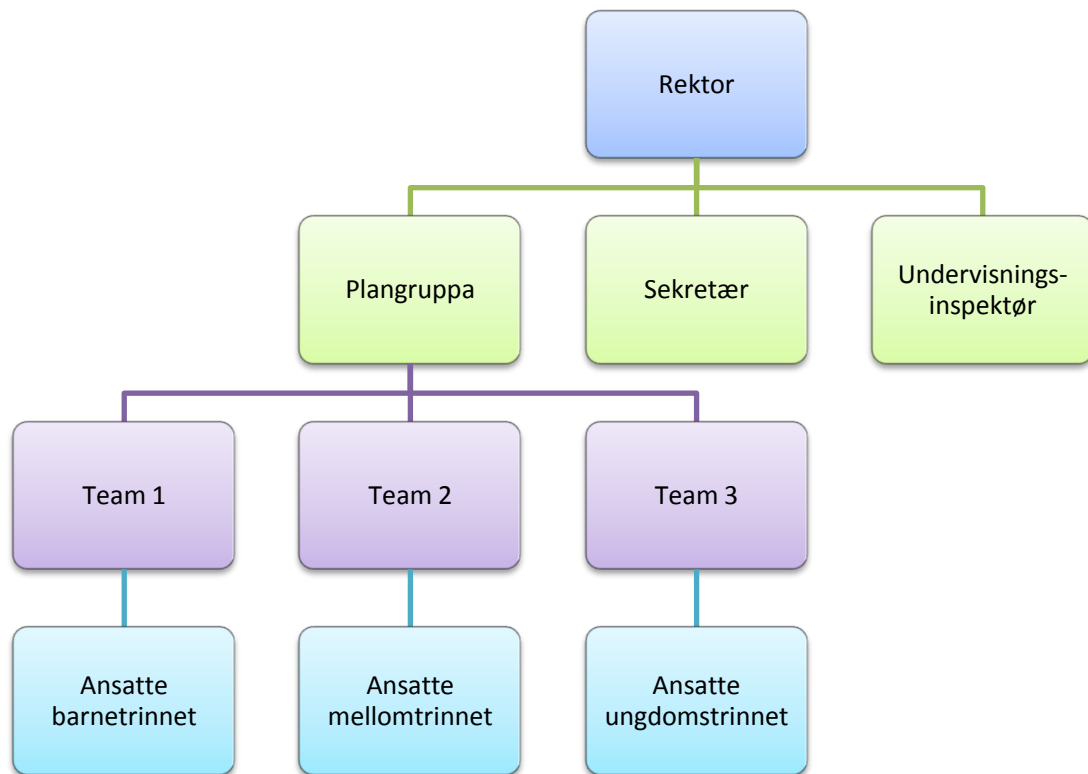 Rektor
Plangruppa
Sekretær
Undervisnings-
inspektør
Team 1
Team 2
Team 3
Ansatte
barnetrinnet
Ansatte
mellomtrinnet
Ansatte
ungdomstrinnet